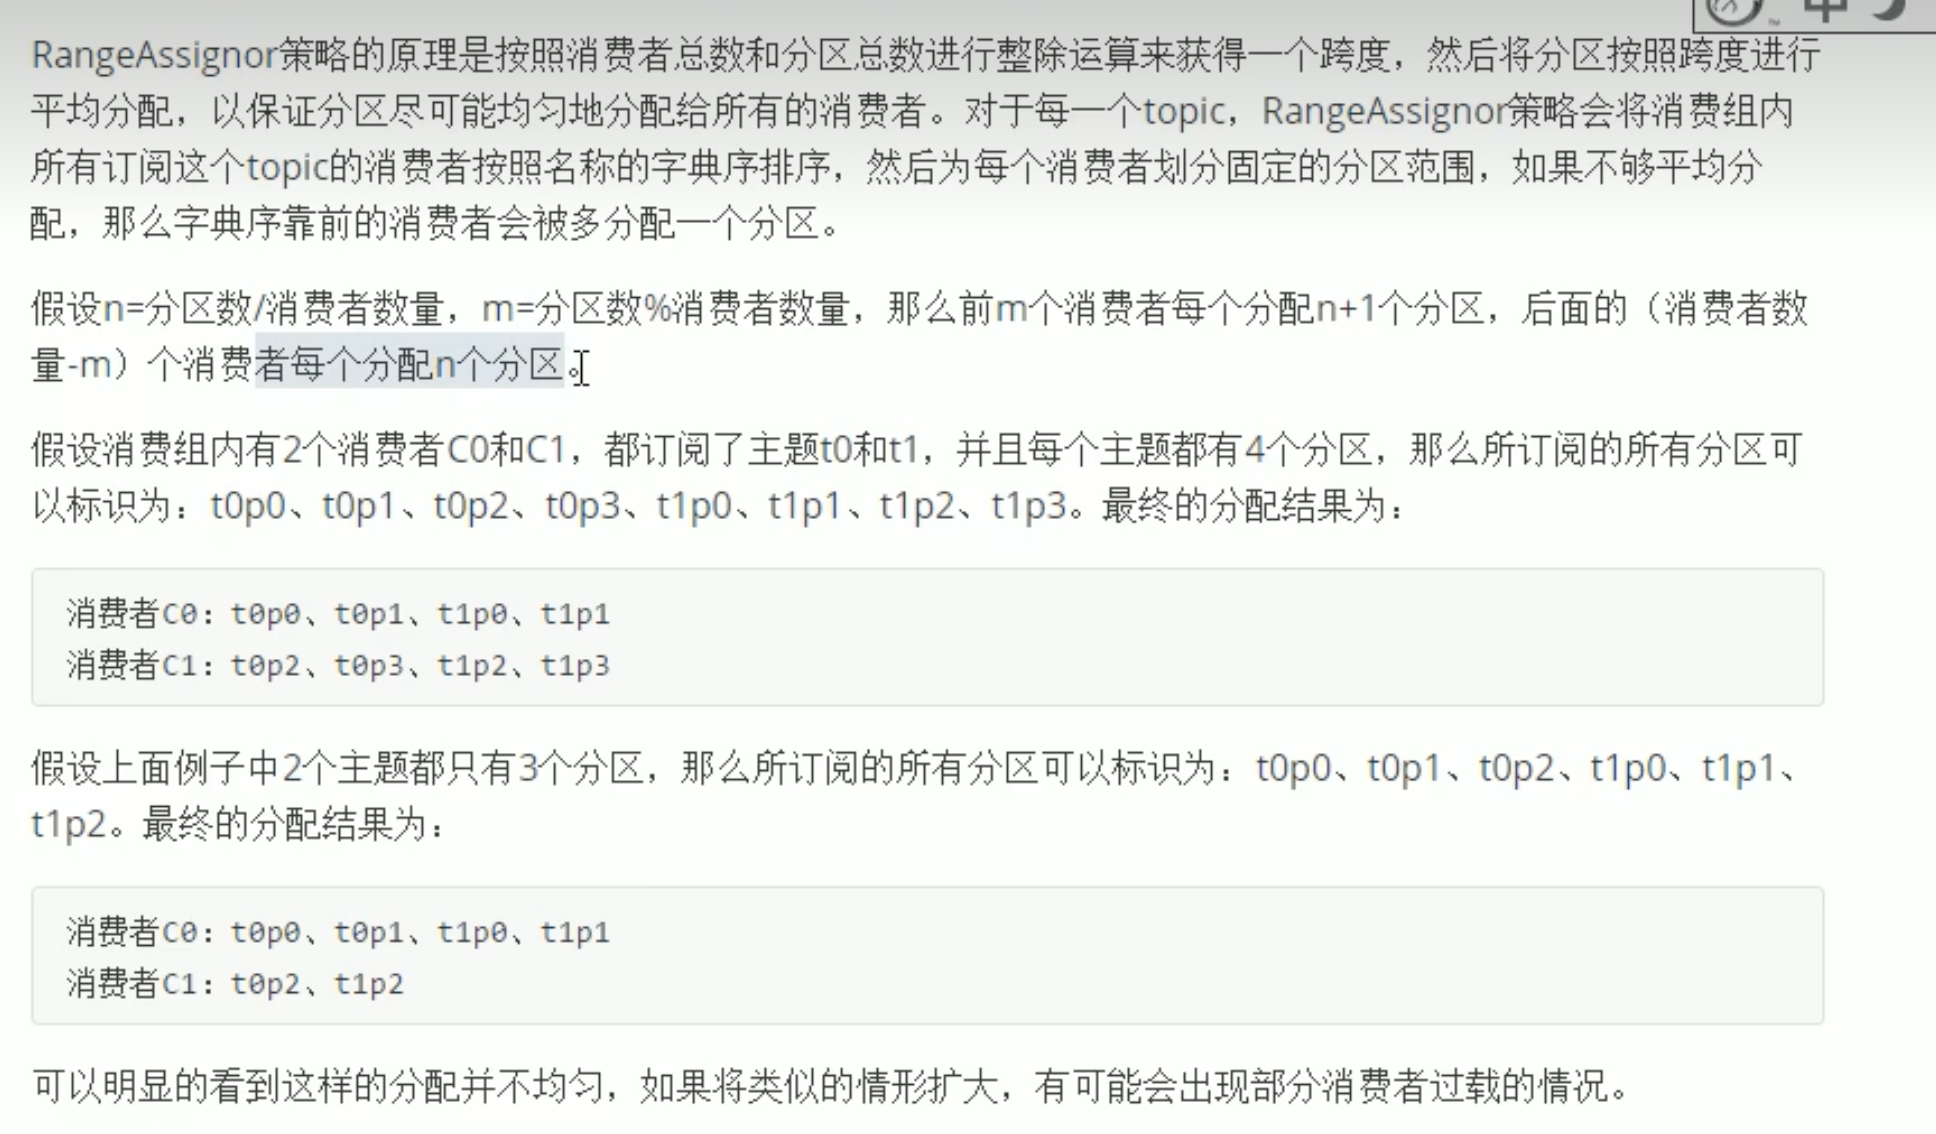 中
RangeAssignor策略的原理是按照消费者总数和分区总数进行整除运算来获得一个跨度，然后将分区按照跨度进行
平均分配，以保证分区尽可能均匀地分配给所有的消费者。对于每一个topic，RangeAssignor策略会将消费组内
所有订阅这个topic的消费者按照名称的字典序排序，然后为每个消费者划分固定的分区范围，如果不够平均分
配，那么字典序靠前的消费者会被多分配一个分区。
假设n=分区数/消费者数量，m=分区数%消费者数量，那么前m个消费者每个分配n+1个分区，后面的（消费者数
量-m）个消费者每个分配n个分区。
假设消费组内有2个消费者C0和C1，都订阅了主题t0和t1，并且每个主题都有4个分区，那么所订阅的所有分区可
以标识为：t0p0、t0p1、t0p2、t0p3、t1p0、t1p1、t1p2、t1p3。最终的分配结果为：
消费者C0：t0p0、t0p1、t1p0、t1p1
消费者C1：t0p2、t0p3、t1p2、t1p3
假设上面例子中2个主题都只有3个分区，那么所订阅的所有分区可以标识为：t0p0、t0p1、t0p2、t1p0、t1p1、
t1p2。最终的分配结果为：
消费者C0：t0p0、t0p1、t1p0、t1p1
消费者C1：t0p2、t1p2
可以明显的看到这样的分配并不均匀，如果将类似的情形扩大，有可能会出现部分消费者过载的情况。